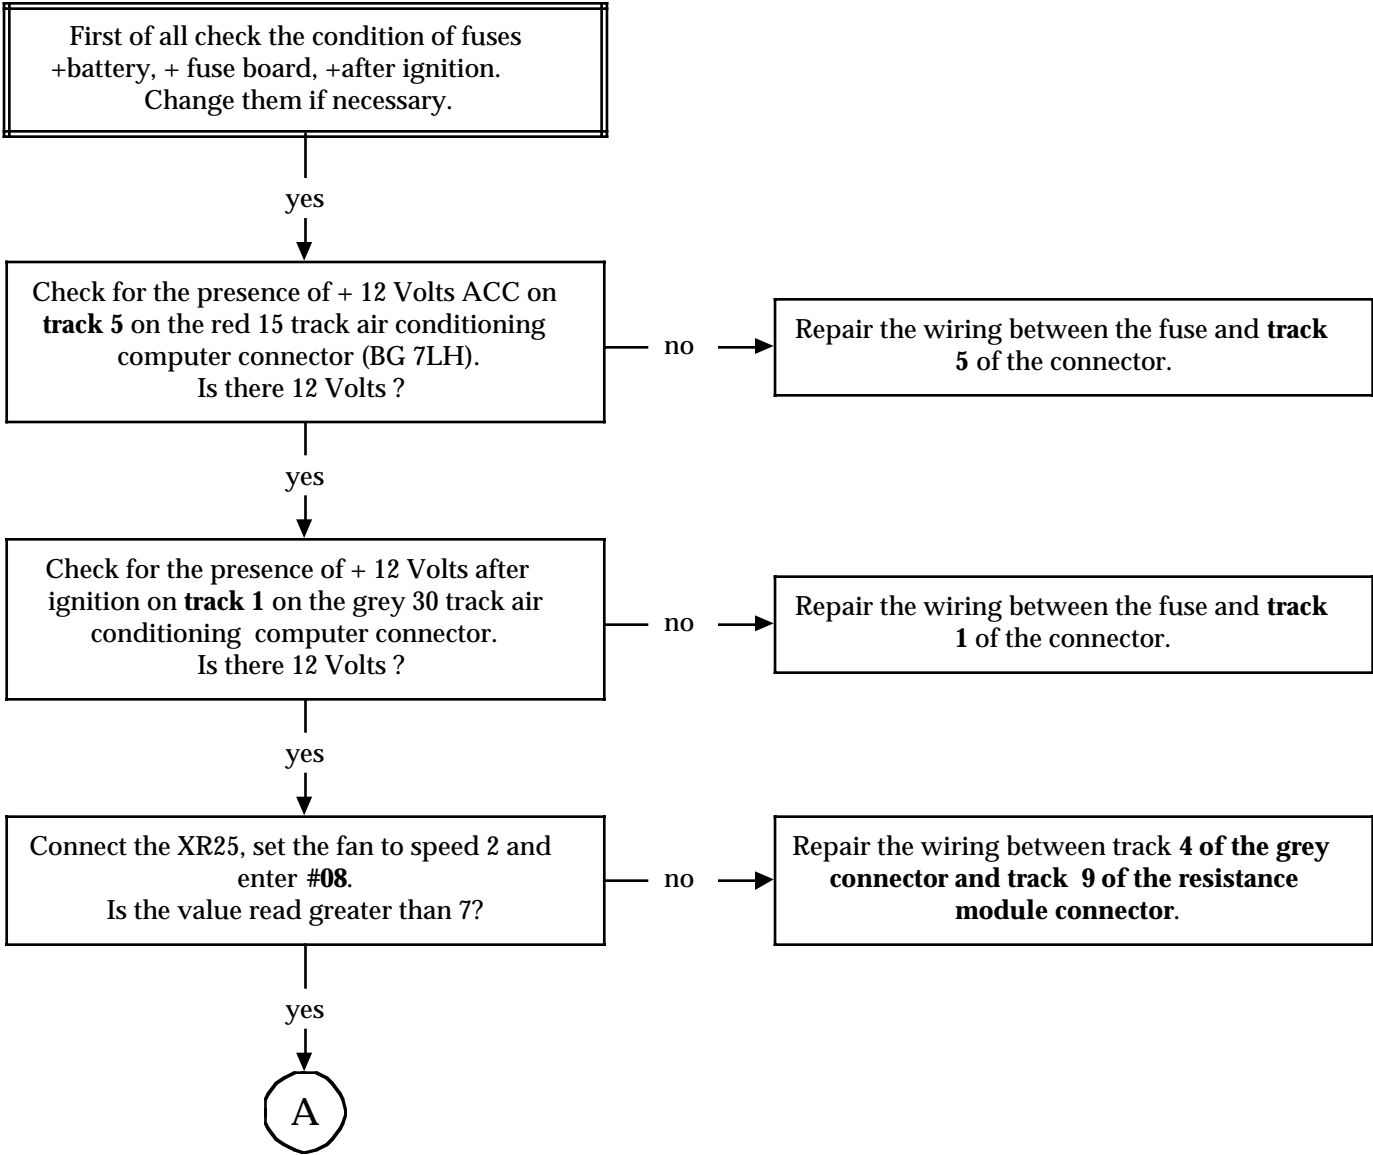 First of all check the condition of fuses
+battery, + fuse board, +after ignition.
Change them if necessary.
yes
Check for the presence of + 12 Volts ACC on
track 5 on the red 15 track air conditioning
computer connector (BG 7LH).
Is there 12 Volts ?
no
Repair the wiring between the fuse and track
5 of the connector.
yes
Check for the presence of + 12 Volts after
ignition on track 1 on the grey 30 track air
conditioning computer connector.
Is there 12 Volts ?
no
Repair the wiring between the fuse and track
1 of the connector.
yes
Connect the XR25, set the fan to speed 2 and
enter #08.
Is the value read greater than 7?
no
Repair the wiring between track 4 of the grey
connector and track 9 of the resistance
module connector.
yes
A